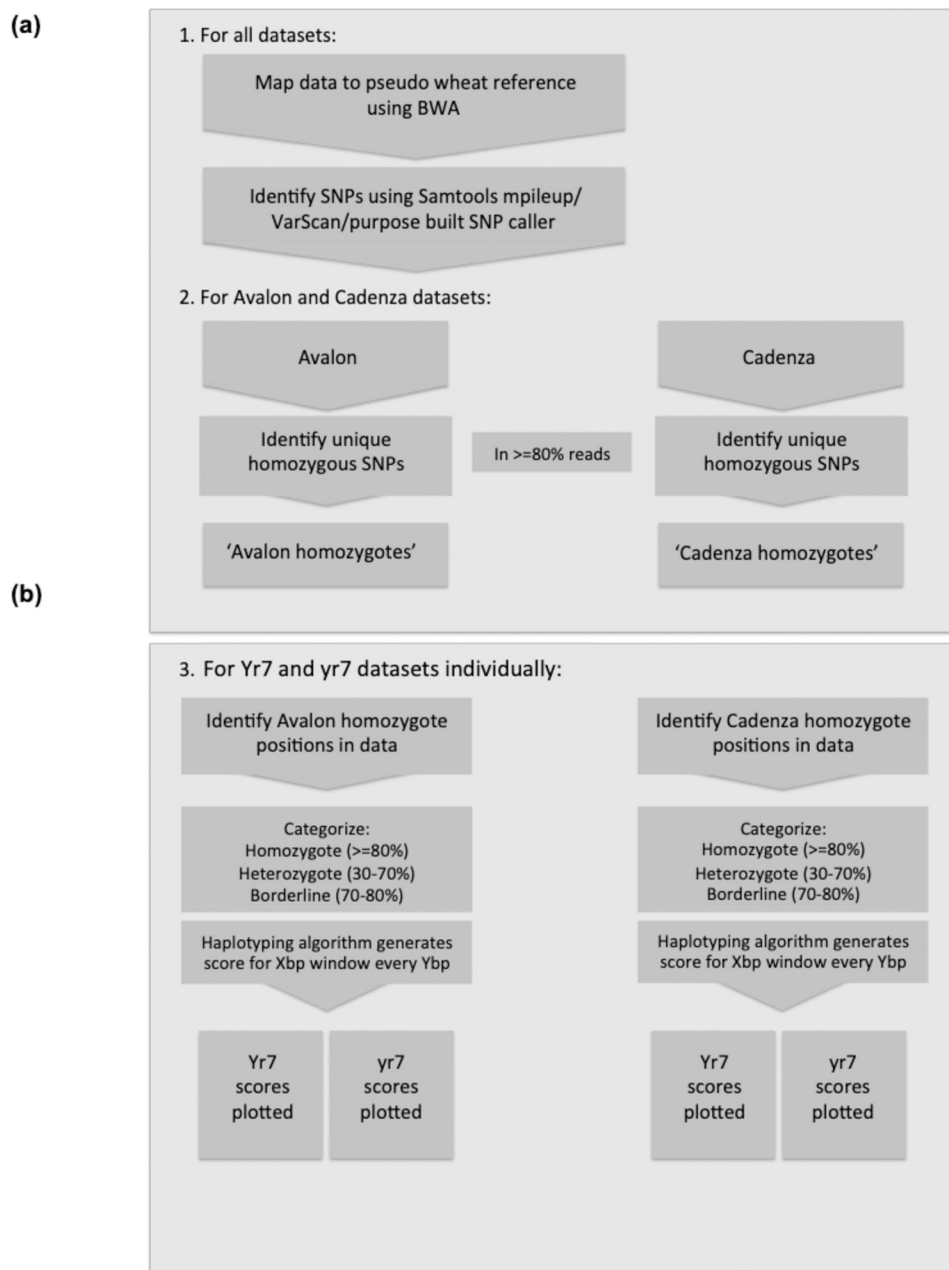 (a)
1. For all datasets:
Map data to pseudo wheat reference
using BWA
Identify SNPs using Samtools mpileup/
VarScan/purpose built SNP caller
2. For Avalon and Cadenza datasets:
Avalon
Cadenza
Identify unique
homozygous SNPs
In >=80% reads
Identify unique
homozygous SNPs
‘Avalon homozygotes’
‘Cadenza homozygotes’
(b)
3. For Yr7 and yr7 datasets individually:
Identify Avalon homozygote
positions in data
Identify Cadenza homozygote
positions in data
Categorize:
Homozygote (>=80%)
Heterozygote (30-70%)
Borderline (70-80%)
Categorize:
Homozygote (>=80%)
Heterozygote (30-70%)
Borderline (70-80%)
Haplotyping algorithm generates
score for Xbp window every Ybp
Haplotyping algorithm generates
score for Xbp window every Ybp
Yr7
scores
plotted
yr7
scores
plotted
Yr7
scores
plotted
yr7
scores
plotted